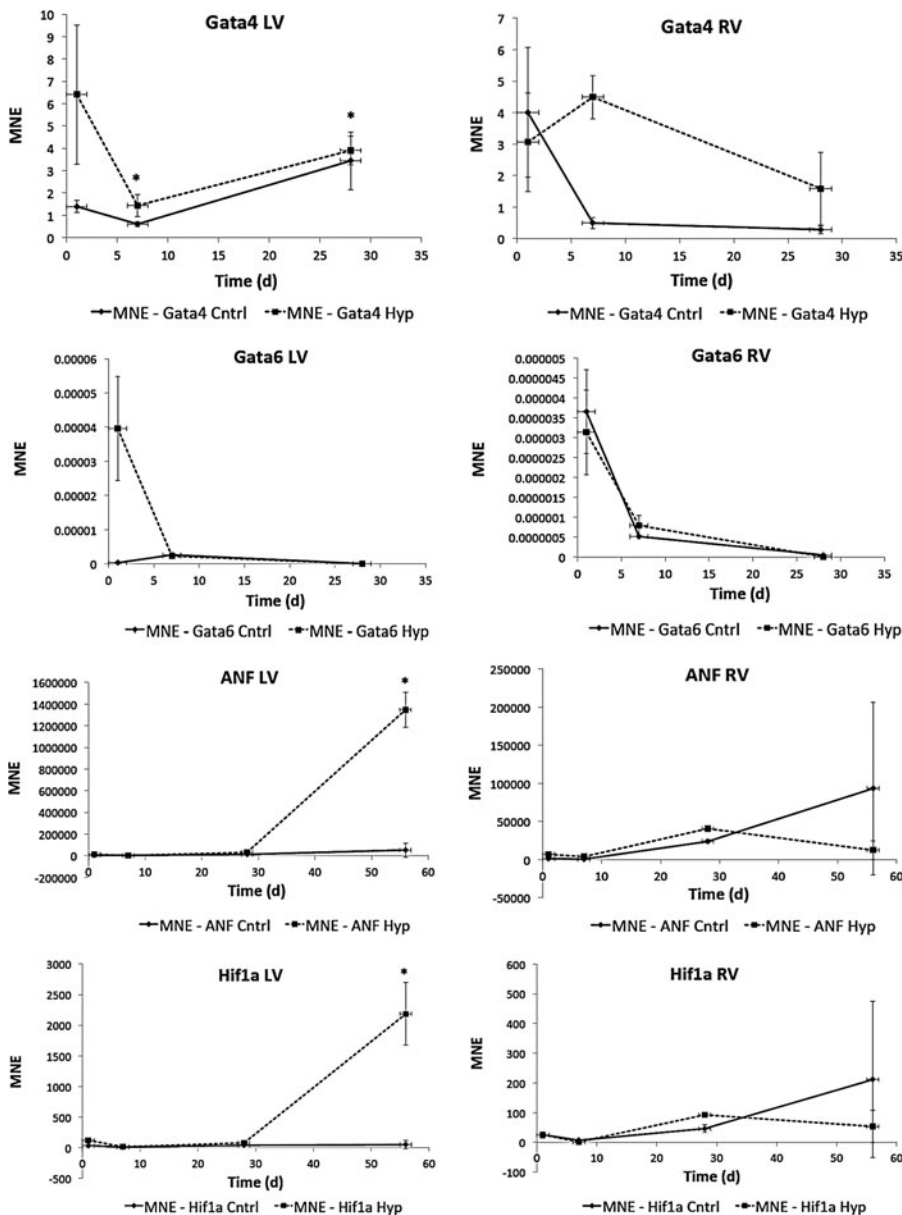 Gata4 LV
10
9
8
7
6
5
4
3
2
1
0
MNE
*
*
0 5 10 15 20 25 30 35
Time (d)
MNE - Gata4 Cntrl MNE - Gata4 Hyp
Gata4 RV
7
6
5
4
3
2
1
0
MNE
0 5 10 15 20 25 30 35
Time (d)
MNE - Gata4 Cntrl MNE - Gata4 Hyp
Gata6 LV
0.00006
0.00005
0.00004
0.00003
0.00002
0.00001
0
MNE
0 5 10 15 20 25 30 35
Time (d)
MNE - Gata6 Cntrl MNE - Gata6 Hyp
Gata6 RV
0.000005
0.0000045
0.000004
0.0000035
0.000003
0.0000025
0.000002
0.0000015
0.000001
0.0000005
0
MNE
0 5 10 15 20 25 30 35
Time (d)
MNE - Gata6 Cntrl MNE - Gata6 Hyp
ANF LV
1600000
1400000
1200000
1000000
800000
600000
400000
200000
0
-200000
MNE
*
0 10 20 30 40 50 60
Time (d)
MNE - ANF Cntrl MNE - ANF Hyp
ANF RV
250000
200000
150000
100000
50000
0
-50000
MNE
0 10 20 30 40 50 60
Time (d)
MNE - ANF Cntrl MNE - ANF Hyp
Hif1a LV
3000
2500
2000
1500
1000
500
0
-500
MNE
*
0 10 20 30 40 50 60
Time (d)
MNE - Hif1a Cntrl MNE - Hif1a Hyp
Hif1a RV
600
500
400
300
200
100
0
-100
MNE
0 10 20 30 40 50 60
Time (d)
MNE - Hif1a Cntrl MNE - Hif1a Hyp